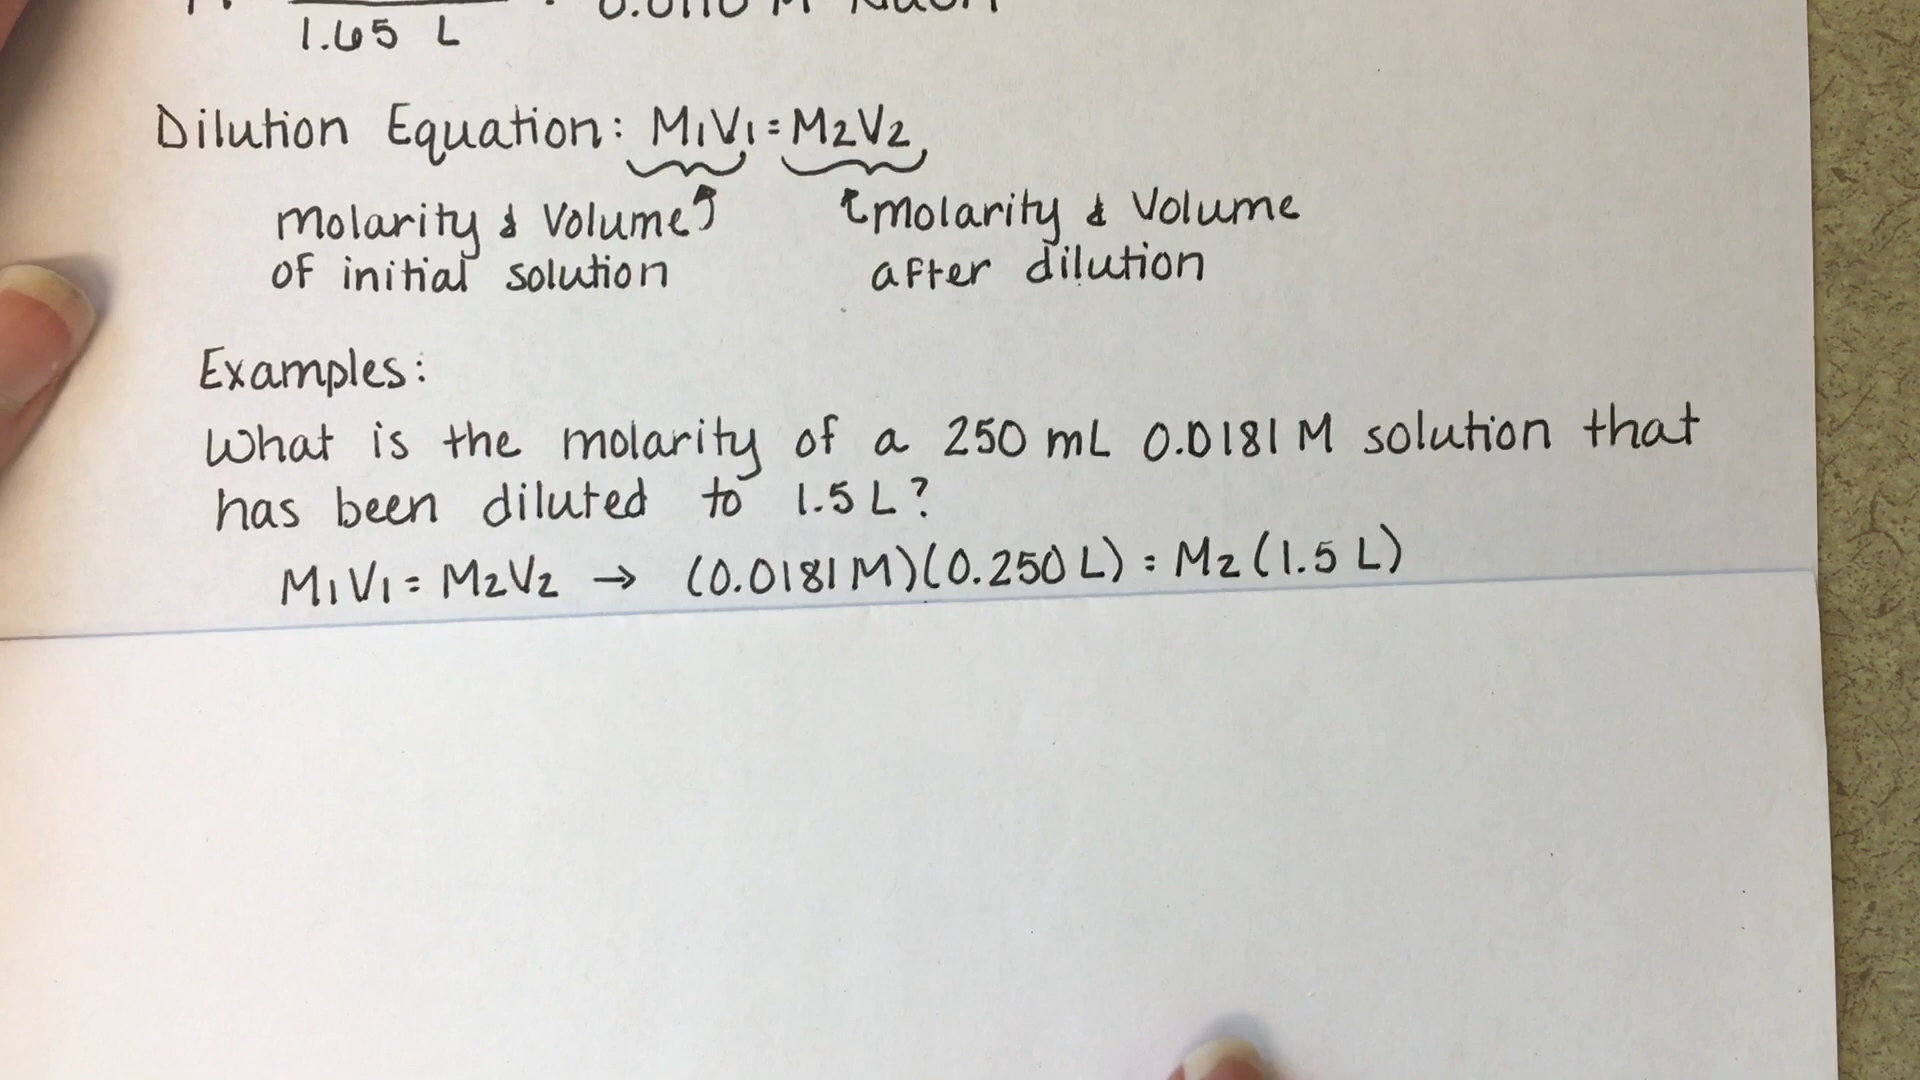 1.65 L
Dilution Equation: M1V1 = M2V2
molarity & volume
of initial solution
molarity & volume
after dilution
Examples:
What is the molarity of a 250 mL 0.0181 M solution that
has been diluted to 1.5 L?
M1V1 = M2V2 → (0.0181 M)(0.250 L) = M2 (1.5 L)